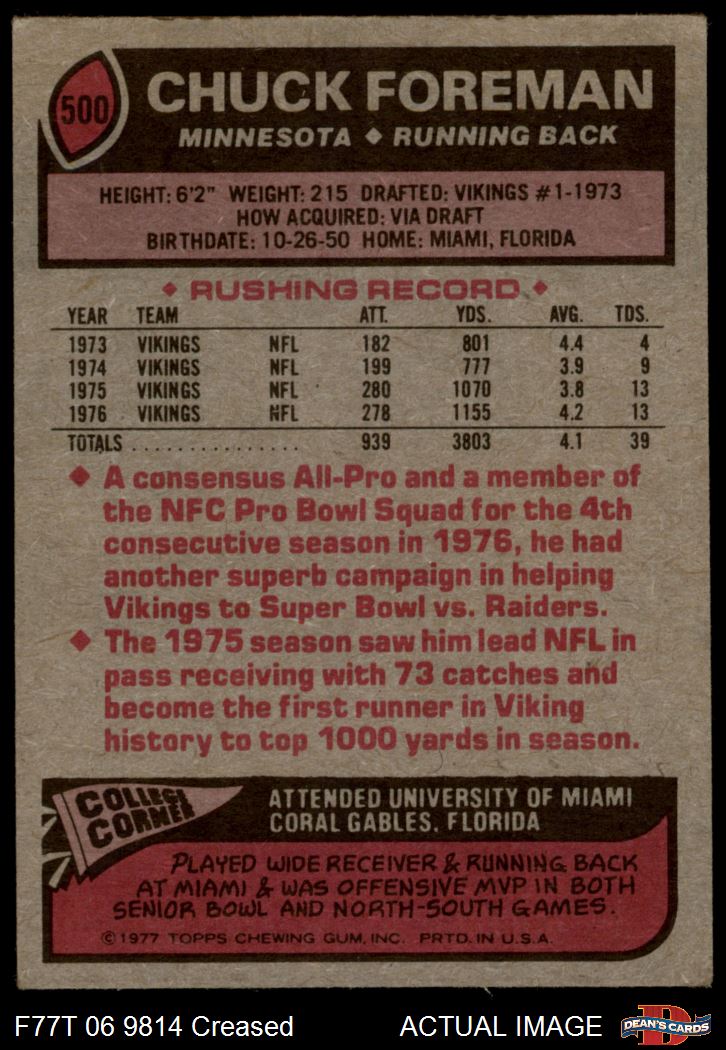 500
CHUCK FOREMAN
MINNESOTA ◆ RUNNING BACK
HEIGHT: 6'2" WEIGHT: 215 DRAFTED: VIKINGS #1-1973
HOW ACQUIRED: VIA DRAFT
BIRTHDATE: 10-26-50 HOME: MIAMI, FLORIDA
◆ RUSHING RECORD ◆
YEAR TEAM ATT. YDS. AVG. TDS.
1973 VIKINGS NFL 182 801 4.4 4
1974 VIKINGS NFL 199 777 3.9 9
1975 VIKINGS NFL 280 1070 3.8 13
1976 VIKINGS NFL 278 1155 4.2 13
TOTALS ................ 939 3803 4.1 39
◆ A consensus All-Pro and a member of
the NFC Pro Bowl Squad for the 4th
consecutive season in 1976, he had
another superb campaign in helping
Vikings to Super Bowl vs. Raiders.
◆ The 1975 season saw him lead NFL in
pass receiving with 73 catches and
become the first runner in Viking
history to top 1000 yards in season.
COLLEGE
CORNER
ATTENDED UNIVERSITY OF MIAMI
CORAL GABLES, FLORIDA
PLAYED WIDE RECEIVER & RUNNING BACK
AT MIAMI & WAS OFFENSIVE MVP IN BOTH
SENIOR BOWL AND NORTH-SOUTH GAMES.
©1977 TOPPS CHEWING GUM, INC. PRTD. IN U.S.A.
F77T 06 9814 Creased
ACTUAL IMAGE
D
DEAN'S CARDS